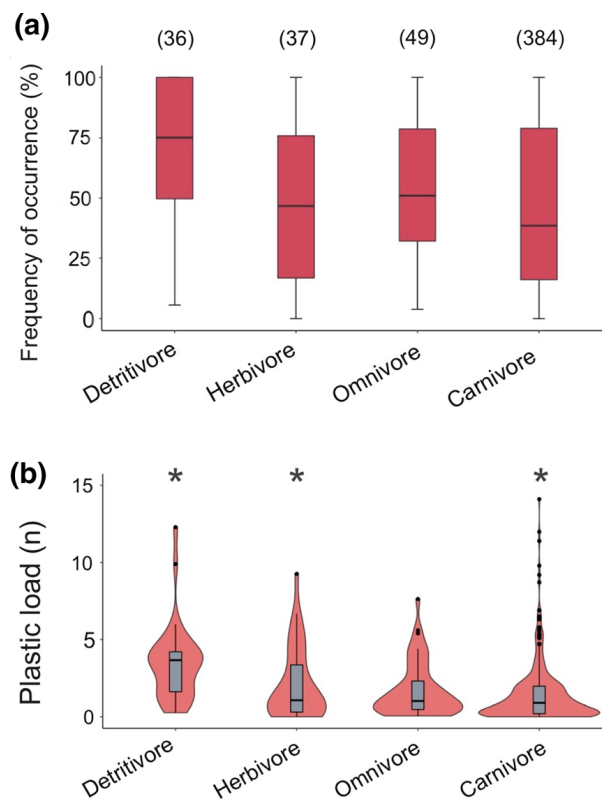 (a)
(36) (37) (49) (384)
Frequency of occurrence (%)
100
75
50
25
0
Detritivore Herbivore Omnivore Carnivore
(b)
* * *
Plastic load (n)
15
10
5
0
Detritivore Herbivore Omnivore Carnivore